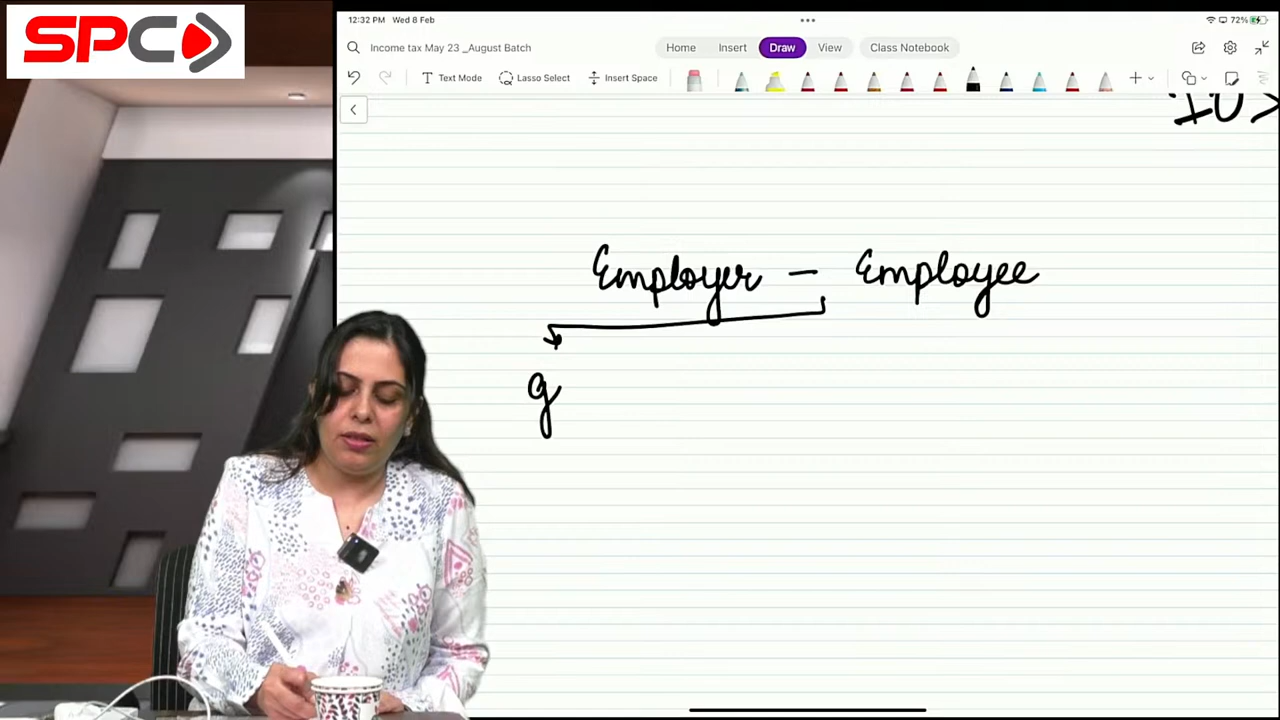 SPC
12:32 PM Wed 8 Feb
72%
Income tax May 23 _August Batch
Home Insert Draw View Class Notebook
Text Mode Lasso Select Insert Space
Employer — Employee
g